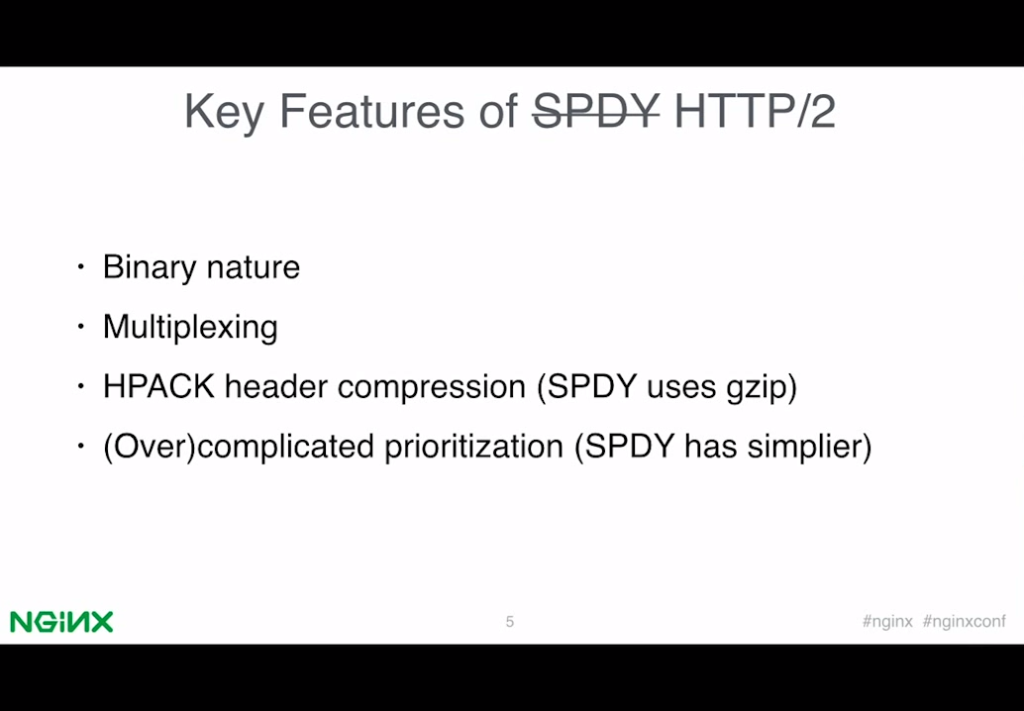 Key Features of SPDY HTTP/2
· Binary nature
· Multiplexing
· HPACK header compression (SPDY uses gzip)
· (Over)complicated prioritization (SPDY has simplier)
NGINX
5
#nginx #nginxconf